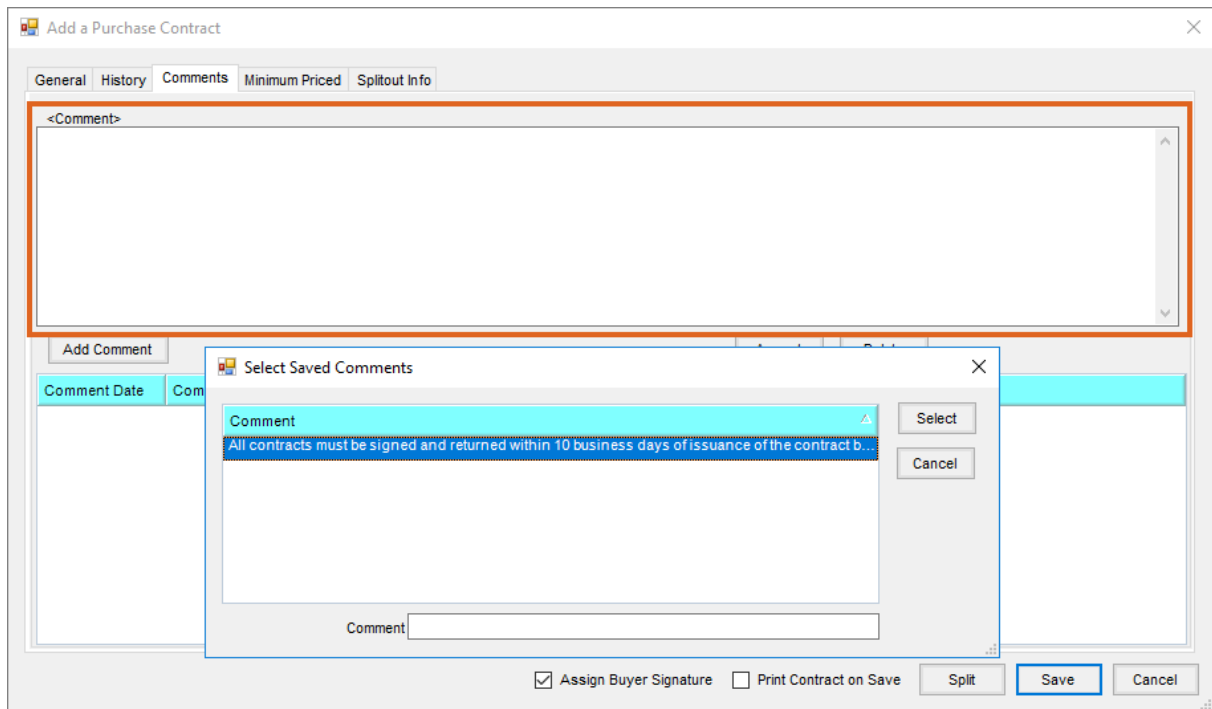 Add a Purchase Contract
General History Comments Minimum Priced Splitout Info
<Comment>
Add Comment
Select Saved Comments
Comment Date
Comment Select
All contracts must be signed and returned within 10 business days of issuance of the contract b...
Cancel
Comment
Assign Buyer Signature Print Contract on Save Split Save Cancel